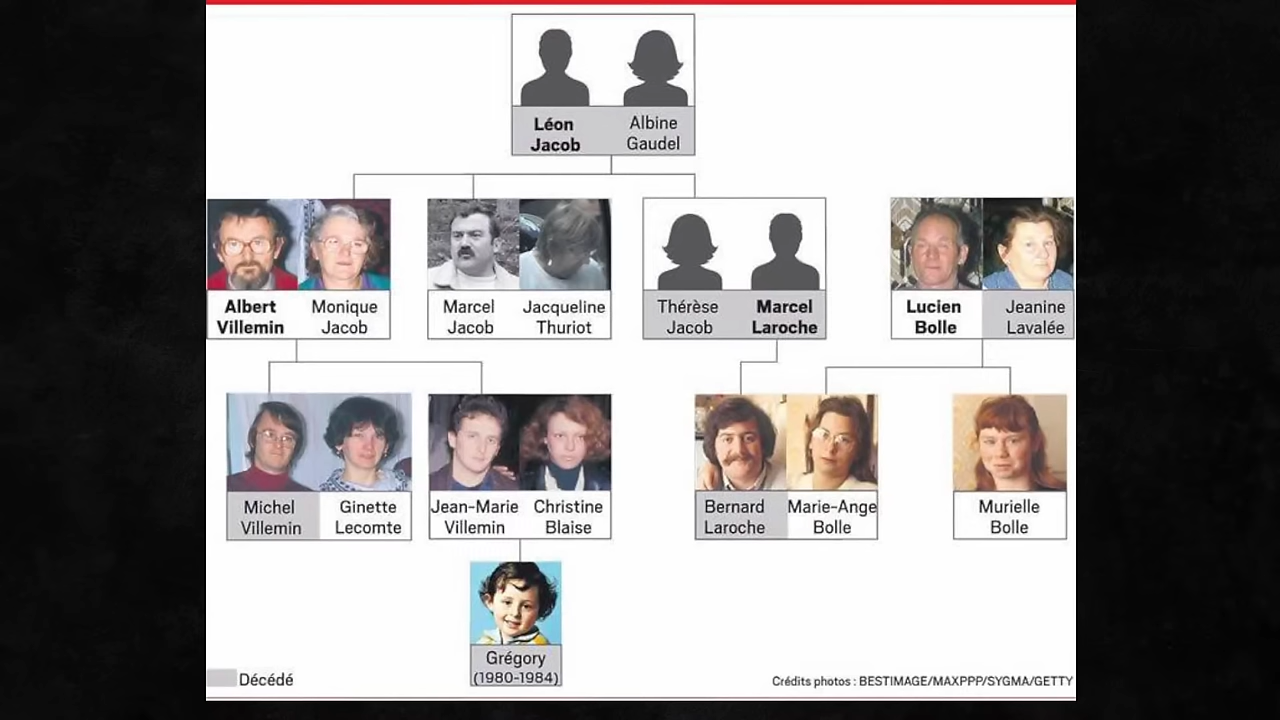 Léon
Jacob
Albine
Gaudel
Albert
Villemin
Monique
Jacob
Marcel
Jacob
Jacqueline
Thuriot
Thérèse
Jacob
Marcel
Laroche
Lucien
Bolle
Jeanine
Lavalée
Michel
Villemin
Ginette
Lecomte
Jean-Marie
Villemin
Christine
Blaise
Bernard
Laroche
Marie-Ange
Bolle
Murielle
Bolle
Grégory
(1980-1984)
Décédé
Crédits photos : BESTIMAGE/MAXPPP/SYGMA/GETTY